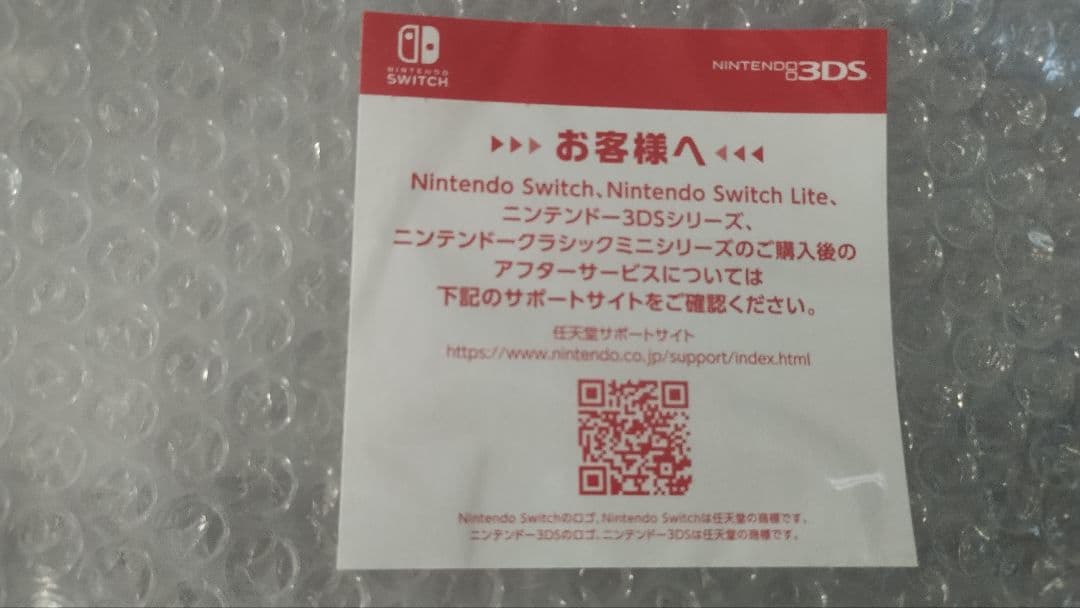 NINTENDO
SWITCH
NINTENDO3DS
お客様へ
Nintendo Switch、Nintendo Switch Lite、
ニンテンドー3DSシリーズ、
ニンテンドークラシックミニシリーズのご購入後の
アフターサービスについては
下記のサポートサイトをご確認ください。
任天堂サポートサイト
https://www.nintendo.co.jp/support/index.html
Nintendo Switchのロゴ、Nintendo Switchは任天堂の商標です。
ニンテンドー3DSのロゴ、ニンテンドー3DSは任天堂の商標です。